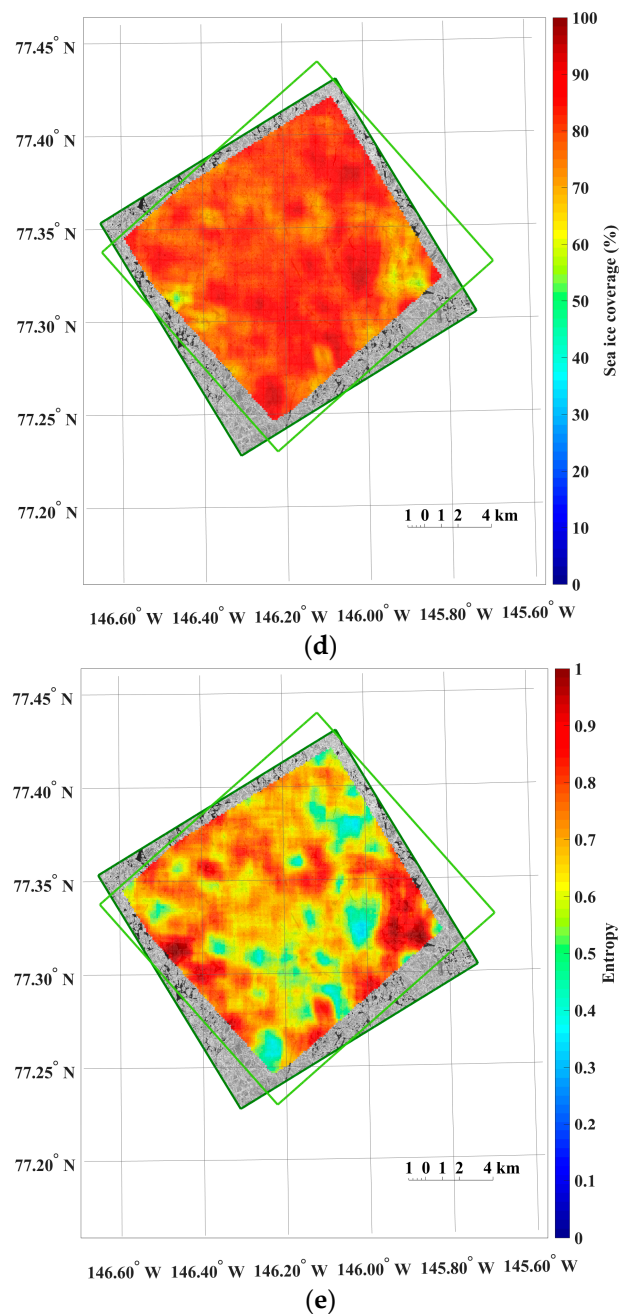 100
77.45° N
90
77.40° N
80
70
77.35° N
60
50
77.30° N
40
77.25° N
30
20
77.20° N
1 0 1 2 4 km
10
0
Sea ice coverage (%)
146.60° W 146.40° W 146.20° W 146.00° W 145.80° W 145.60° W
(d)
1
77.45° N
0.9
77.40° N
0.8
0.7
77.35° N
0.6
0.5
77.30° N
0.4
77.25° N
0.3
0.2
77.20° N
1 0 1 2 4 km
0.1
0
Entropy
146.60° W 146.40° W 146.20° W 146.00° W 145.80° W 145.60° W
(e)